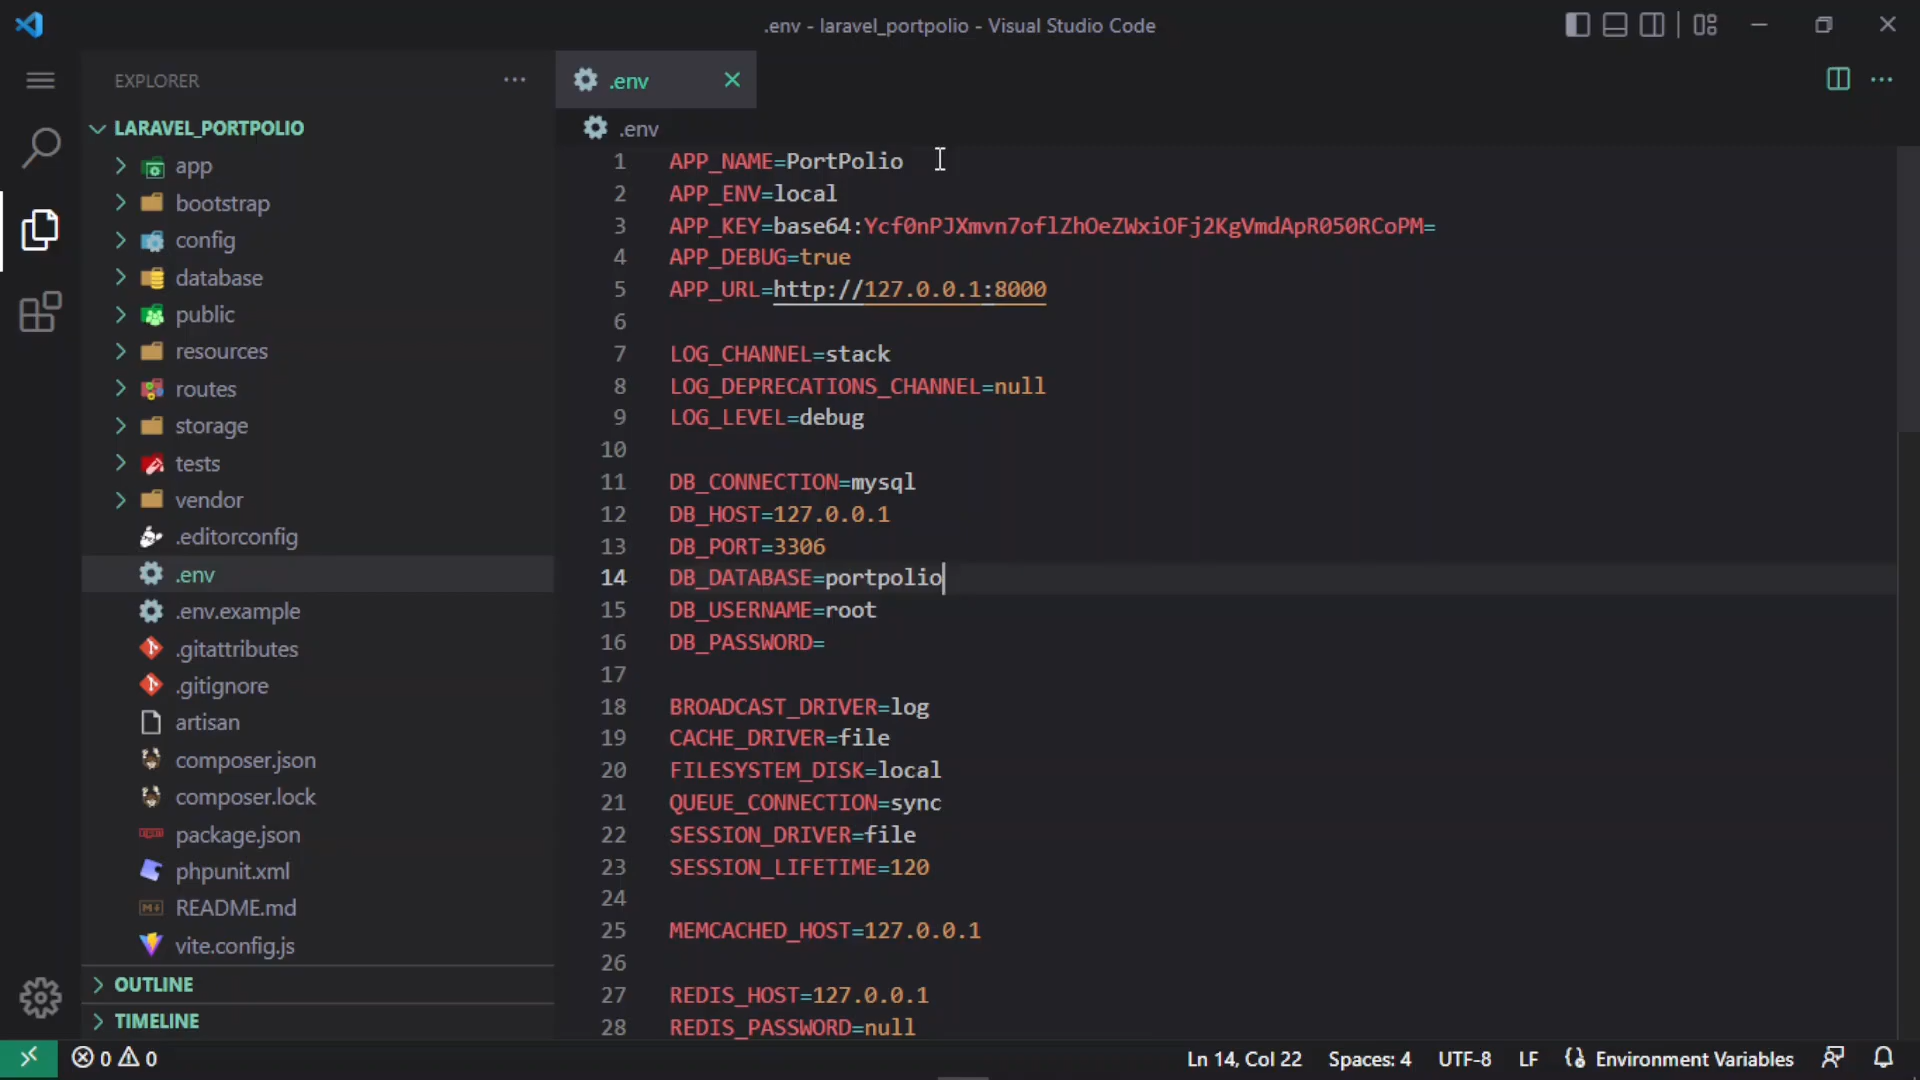 .env - laravel_portpolio - Visual Studio Code
EXPLORER
LARAVEL_PORTPOLIO
app
bootstrap
config
database
public
resources
routes
storage
tests
vendor
.editorconfig
.env
.env.example
.gitattributes
.gitignore
artisan
composer.json
composer.lock
package.json
phpunit.xml
README.md
vite.config.js
OUTLINE
TIMELINE
.env
.env
1 APP_NAME=PortPolio
2 APP_ENV=local
3 APP_KEY=base64:Ycf0nPJXmvn7oflZhOeZWxiOFj2KgVmdApR050RCoPM=
4 APP_DEBUG=true
5 APP_URL=http://127.0.0.1:8000
6
7 LOG_CHANNEL=stack
8 LOG_DEPRECATIONS_CHANNEL=null
9 LOG_LEVEL=debug
10
11 DB_CONNECTION=mysql
12 DB_HOST=127.0.0.1
13 DB_PORT=3306
14 DB_DATABASE=portpolio
15 DB_USERNAME=root
16 DB_PASSWORD=
17
18 BROADCAST_DRIVER=log
19 CACHE_DRIVER=file
20 FILESYSTEM_DISK=local
21 QUEUE_CONNECTION=sync
22 SESSION_DRIVER=file
23 SESSION_LIFETIME=120
24
25 MEMCACHED_HOST=127.0.0.1
26
27 REDIS_HOST=127.0.0.1
28 REDIS_PASSWORD=null
0 0 Ln 14, Col 22 Spaces: 4 UTF-8 LF Environment Variables